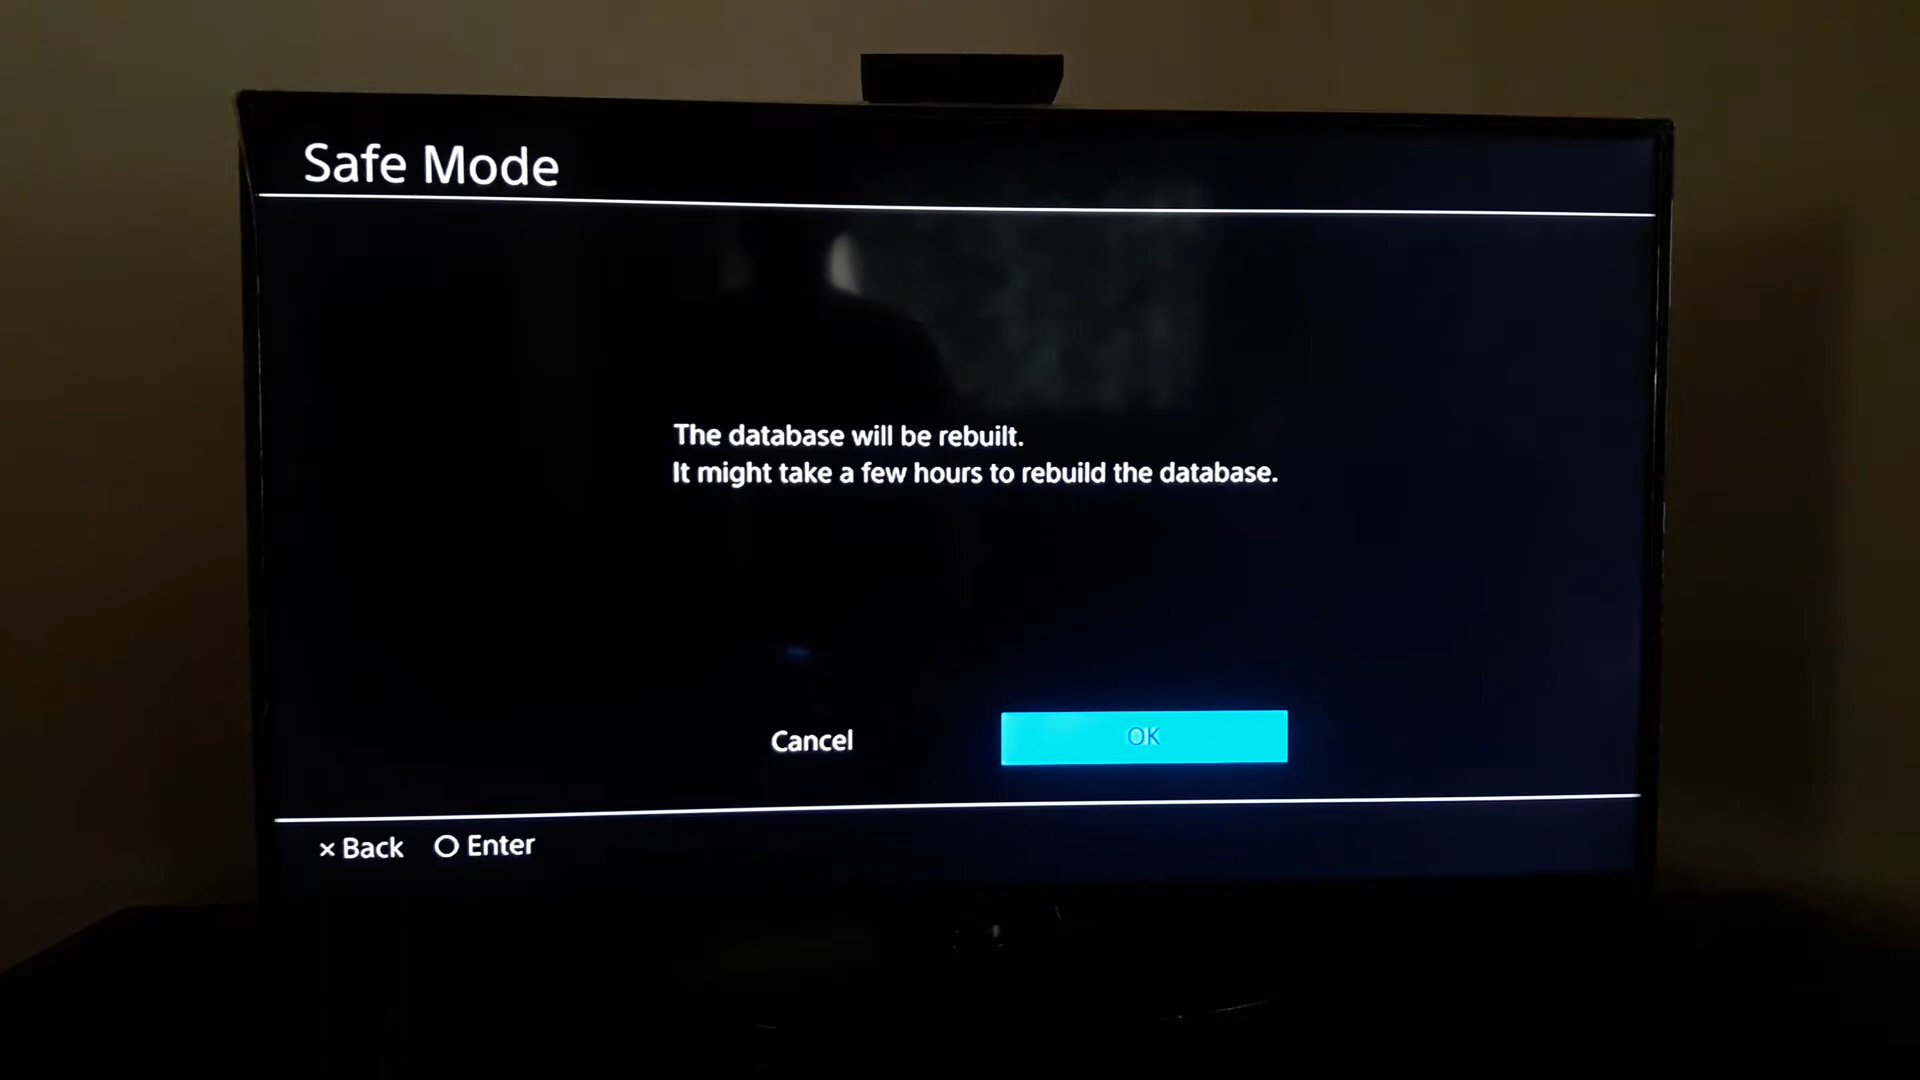 Safe Mode
The database will be rebuilt.
It might take a few hours to rebuild the database.
Cancel OK
× Back ○ Enter